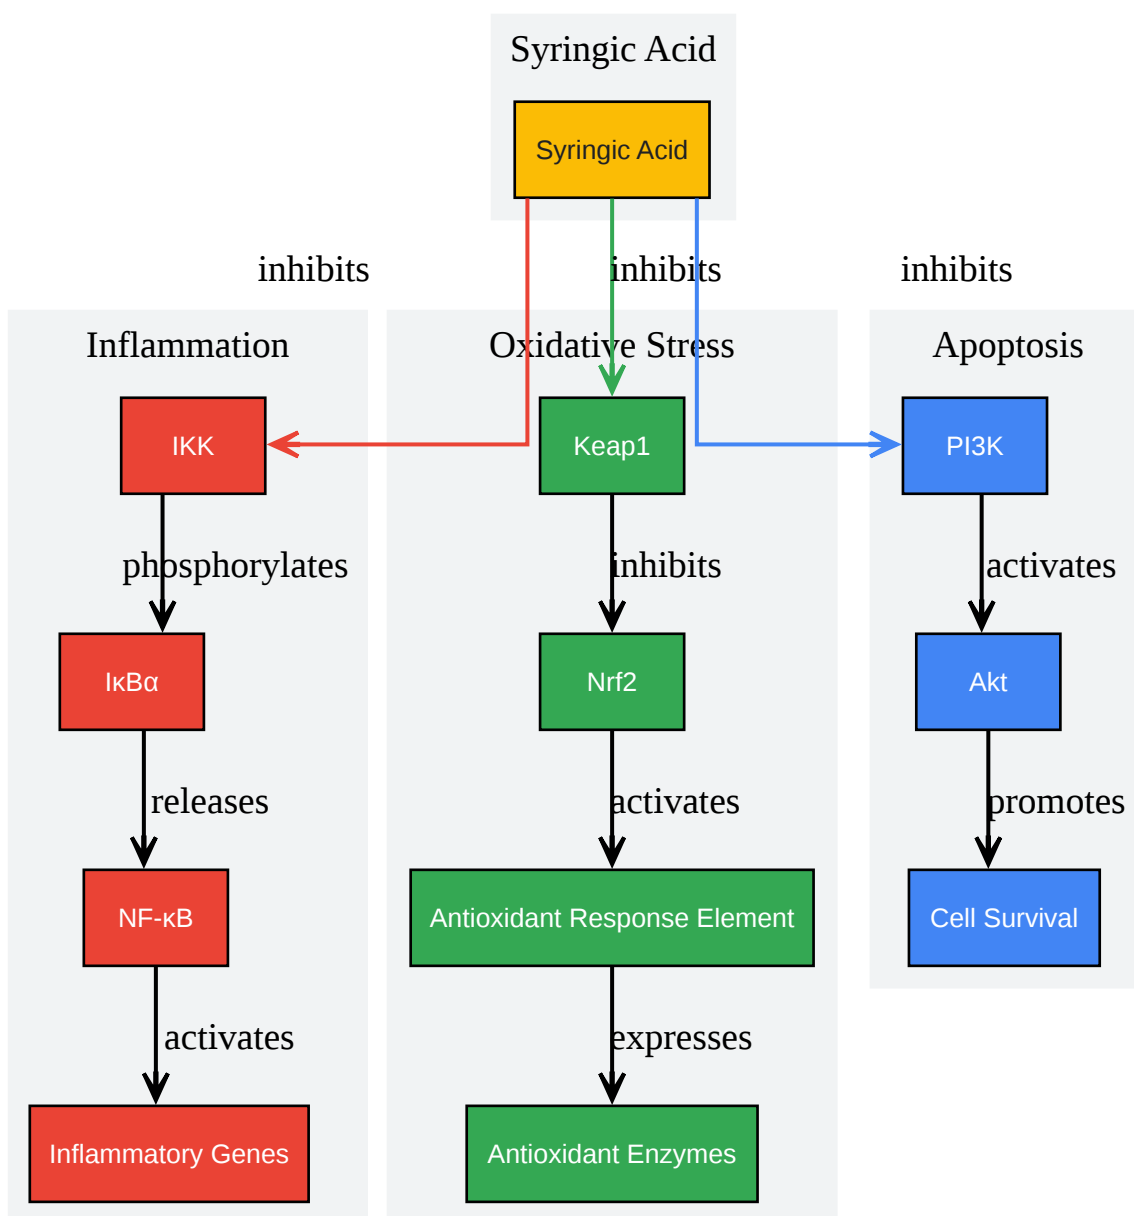 Syringic Acid
Syringic Acid
inhibits
inhibits
inhibits
Inflammation
Oxidative Stress
Apoptosis
IKK
Keap1
PI3K
phosphorylates
inhibits
activates
IκBα
Nrf2
Akt
releases
activates
promotes
NF-κB
Antioxidant Response Element
Cell Survival
activates
expresses
Inflammatory Genes
Antioxidant Enzymes